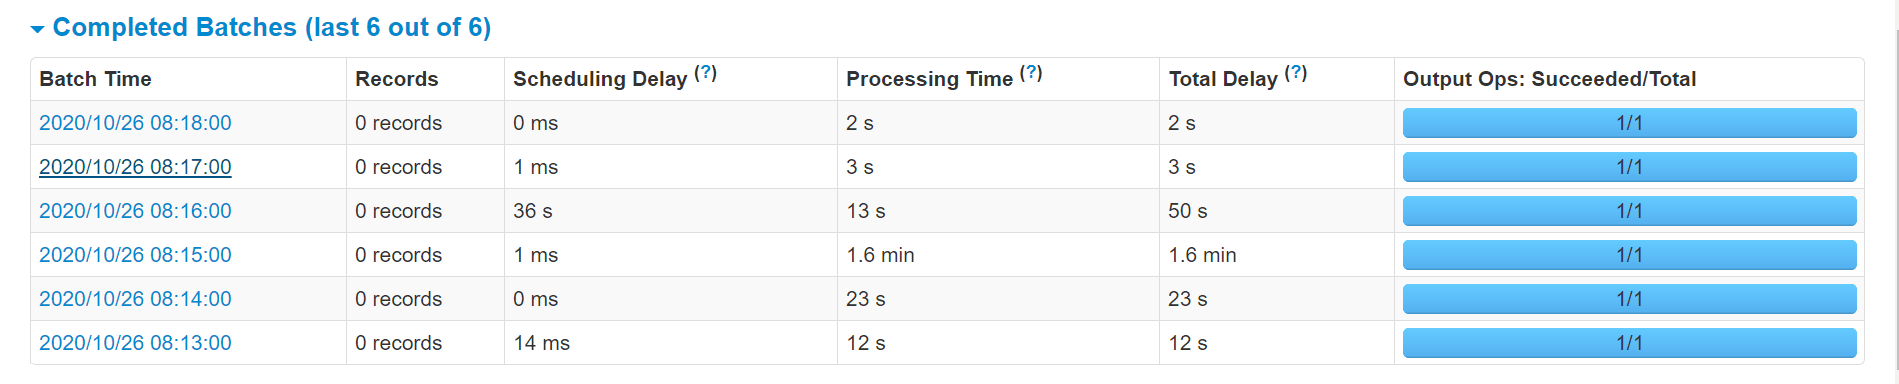 Completed Batches (last 6 out of 6)
Batch Time Records Scheduling Delay (?) Processing Time (?) Total Delay (?) Output Ops: Succeeded/Total
2020/10/26 08:18:00 0 records 0 ms 2 s 2 s 1/1
2020/10/26 08:17:00 0 records 1 ms 3 s 3 s 1/1
2020/10/26 08:16:00 0 records 36 s 13 s 50 s 1/1
2020/10/26 08:15:00 0 records 1 ms 1.6 min 1.6 min 1/1
2020/10/26 08:14:00 0 records 0 ms 23 s 23 s 1/1
2020/10/26 08:13:00 0 records 14 ms 12 s 12 s 1/1